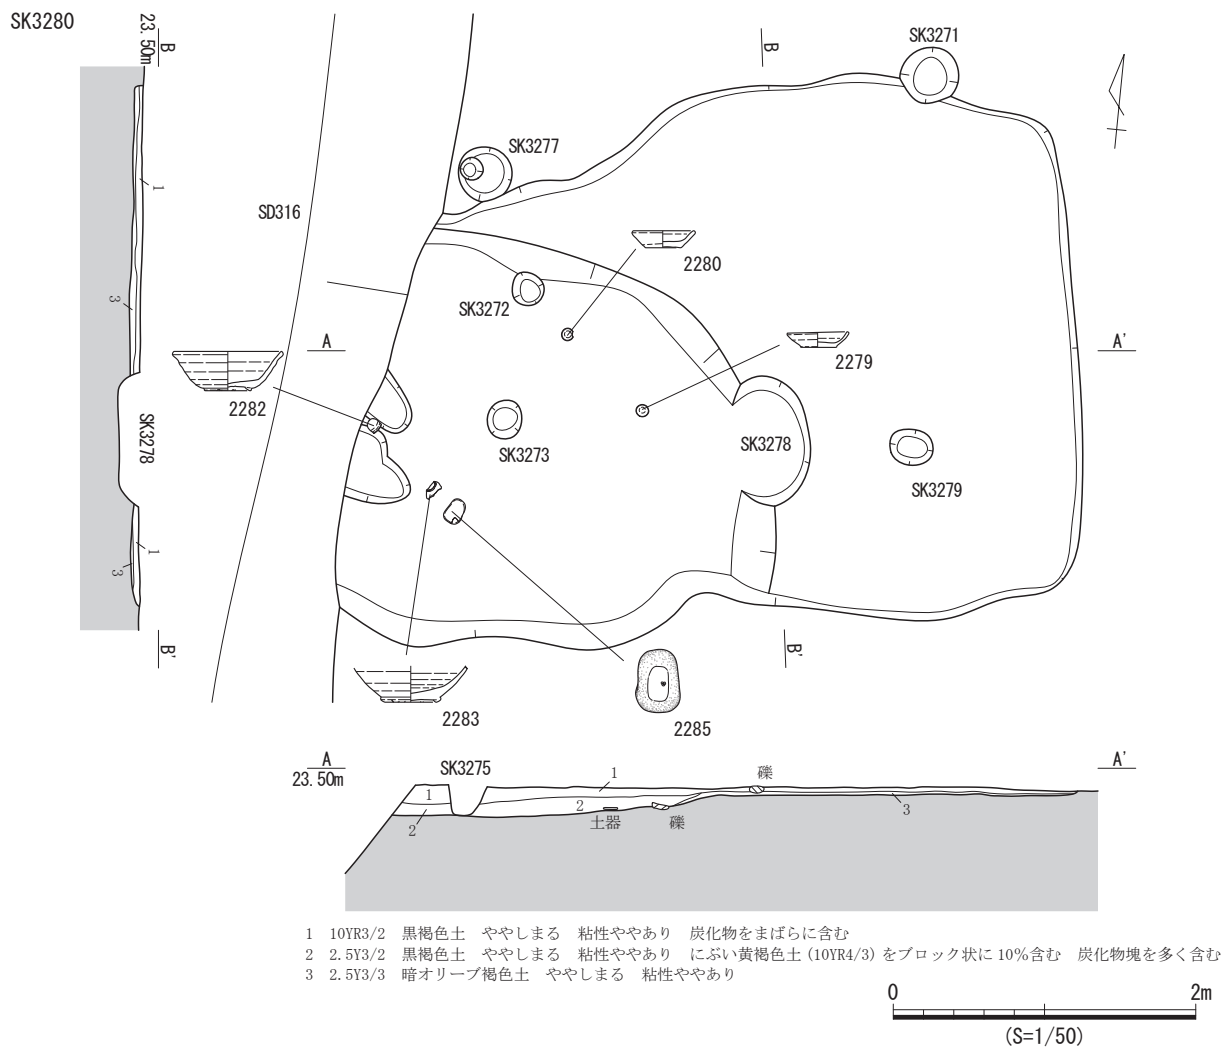 SK3280
23.50m
B
B
SK3271
SK3277
SD316
1
2280
3
SK3272
A
A'
2279
2282
SK3278
SK3273
SK3278
SK3279
1
3
B'
B'
2283
2285
A
23.50m
SK3275
A'
1
1
礫
2
2
土器
礫
3
1 10YR3/2 黒褐色土 ややしまる 粘性ややあり 炭化物をまばらに含む
2 2.5Y3/2 黒褐色土 ややしまる 粘性ややあり にぶい黄褐色土(10YR4/3)をブロック状に10%含む 炭化物塊を多く含む
3 2.5Y3/3 暗オリーブ褐色土 ややしまる 粘性ややあり
0 2m
(S=1/50)